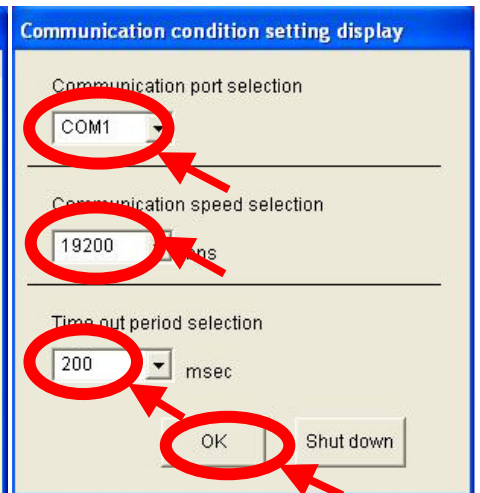 Communication condition setting display
Communication port selection
COM1
Communication speed selection
19200
bps
Time out period selection
200
msec
OK
Shut down